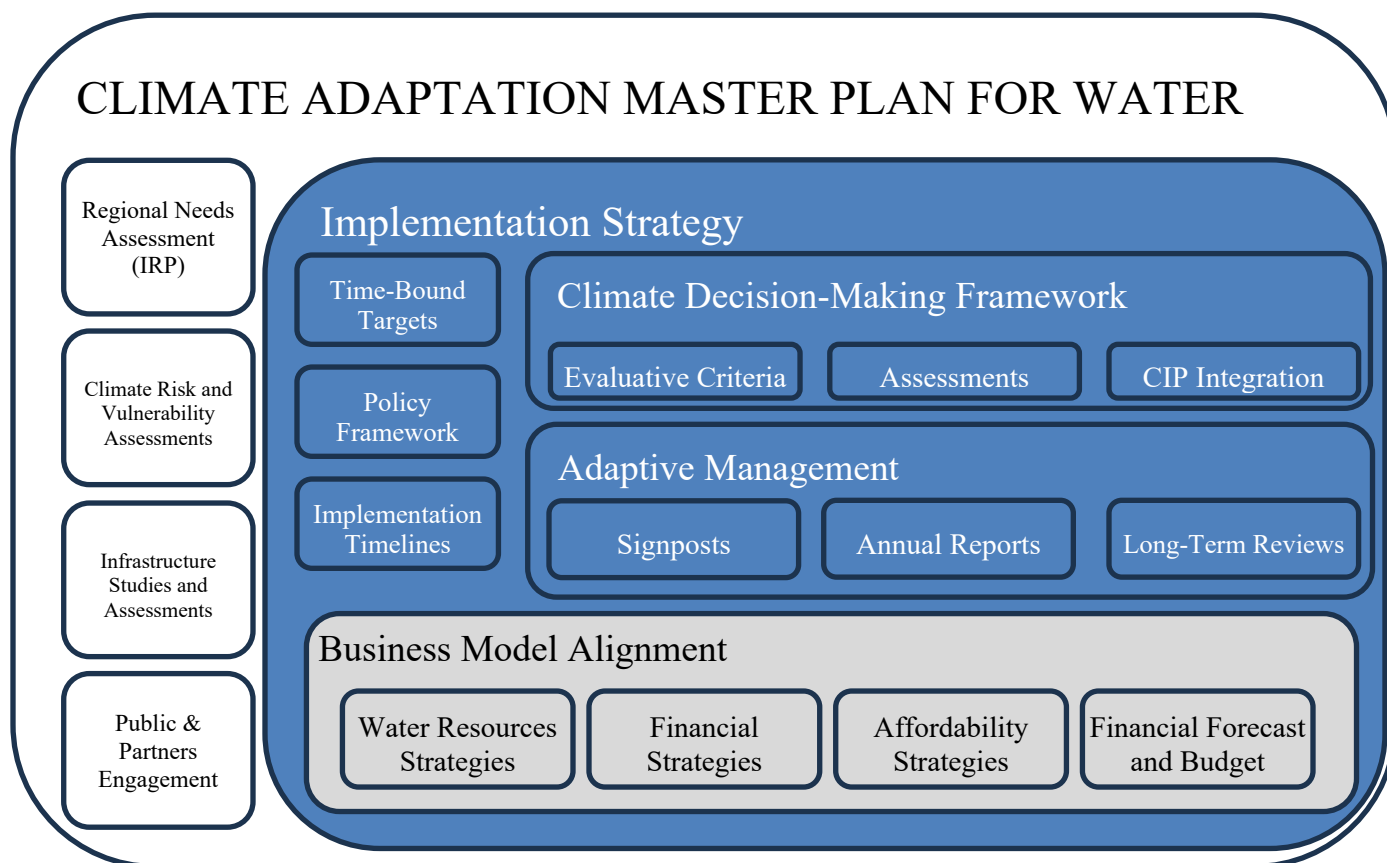 CLIMATE ADAPTATION MASTER PLAN FOR WATER
Regional Needs
Assessment
(IRP)
Climate Risk and
Vulnerability
Assessments
Infrastructure
Studies and
Assessments
Public &
Partners
Engagement
Implementation Strategy
Time-Bound
Targets
Policy
Framework
Implementation
Timelines
Climate Decision-Making Framework
Evaluative Criteria
Assessments
CIP Integration
Adaptive Management
Signposts
Annual Reports
Long-Term Reviews
Business Model Alignment
Water Resources
Strategies
Financial
Strategies
Affordability
Strategies
Financial Forecast
and Budget